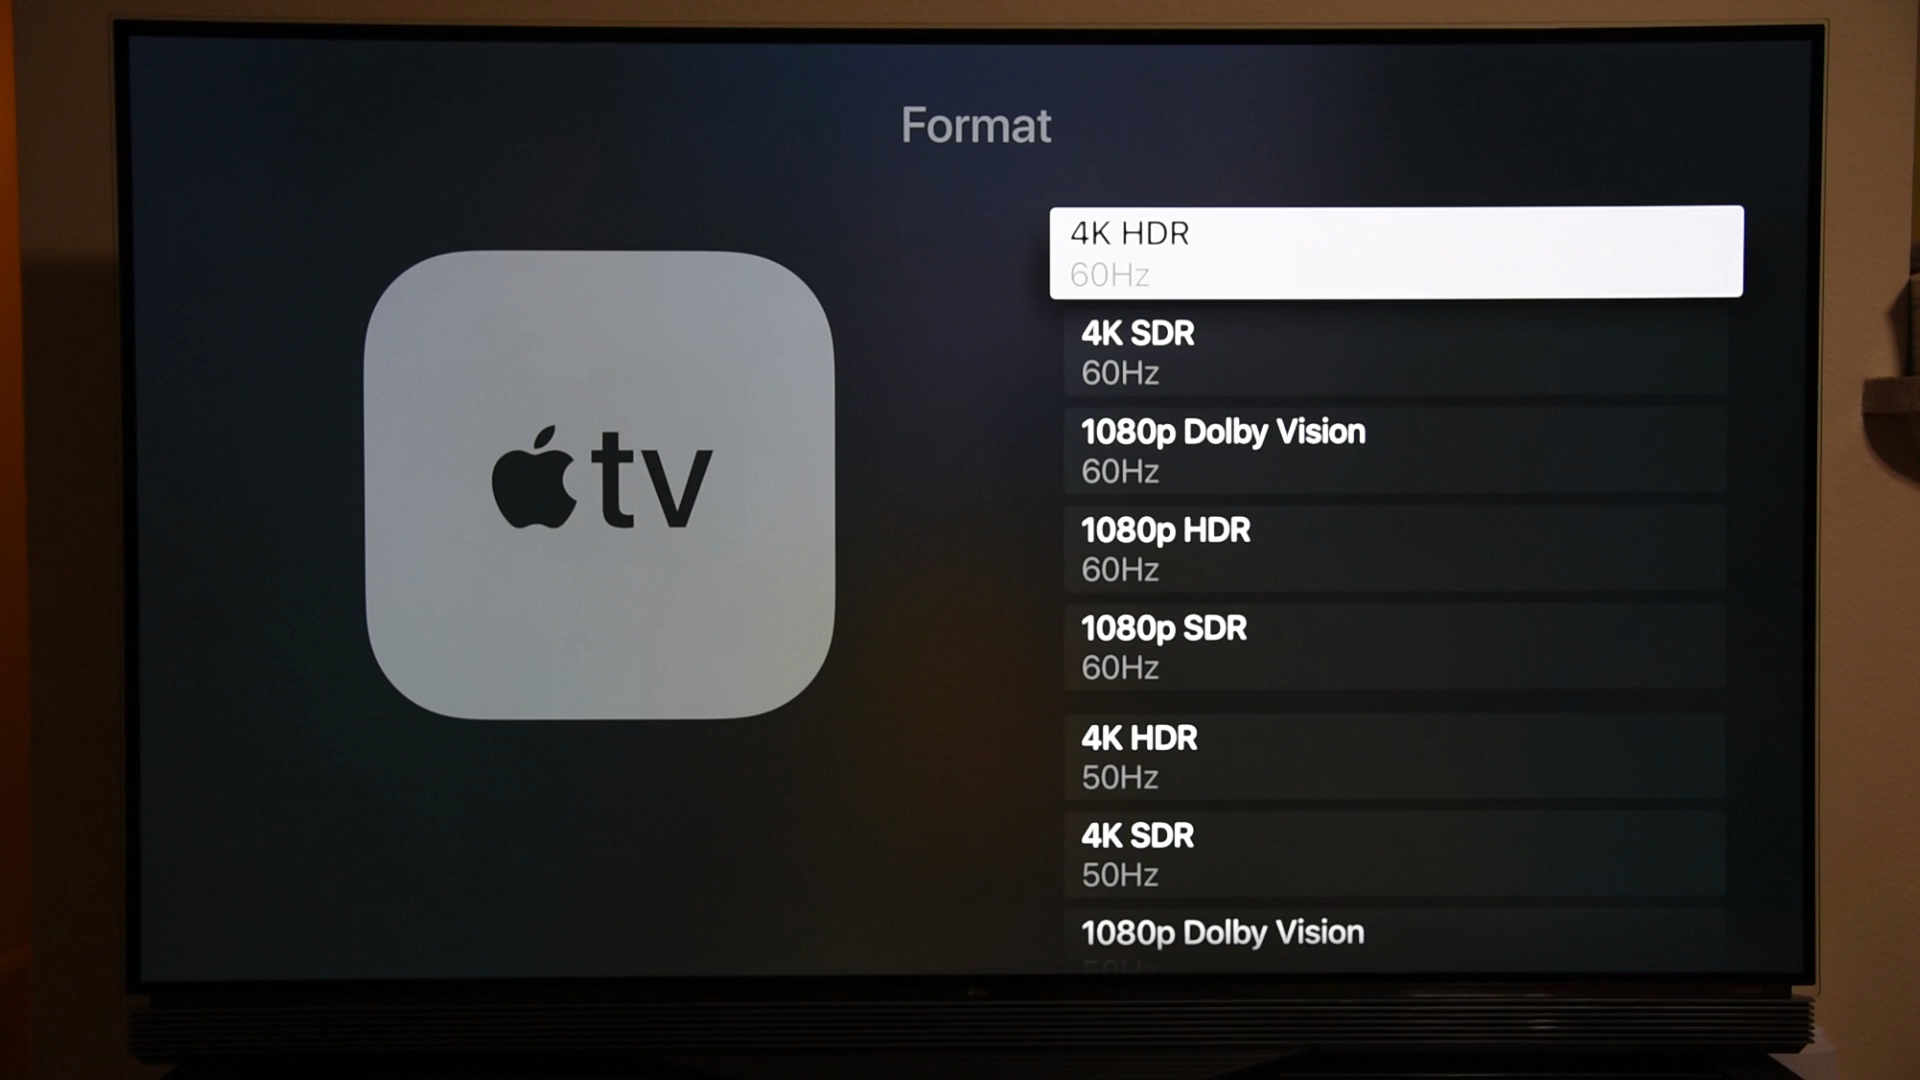 Format
tv
4K HDR
60Hz
4K SDR
60Hz
1080p Dolby Vision
60Hz
1080p HDR
60Hz
1080p SDR
60Hz
4K HDR
50Hz
4K SDR
50Hz
1080p Dolby Vision